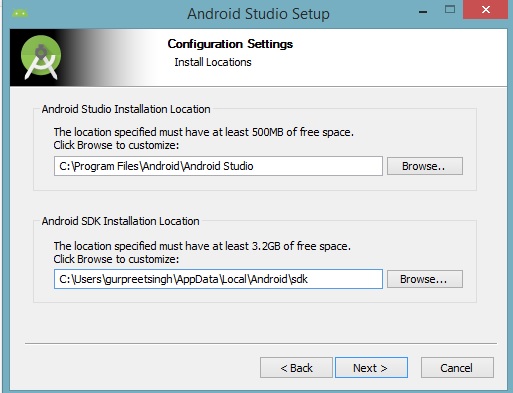 Android Studio Setup
Configuration Settings
Install Locations
Android Studio Installation Location
The location specified must have at least 500MB of free space.
Click Browse to customize:
C:\Program Files\Android\Android Studio
Browse..
Android SDK Installation Location
The location specified must have at least 3.2GB of free space.
Click Browse to customize:
C:\Users\gurpreetsingh\AppData\Local\Android\sdk
Browse...
< Back
Next >
Cancel